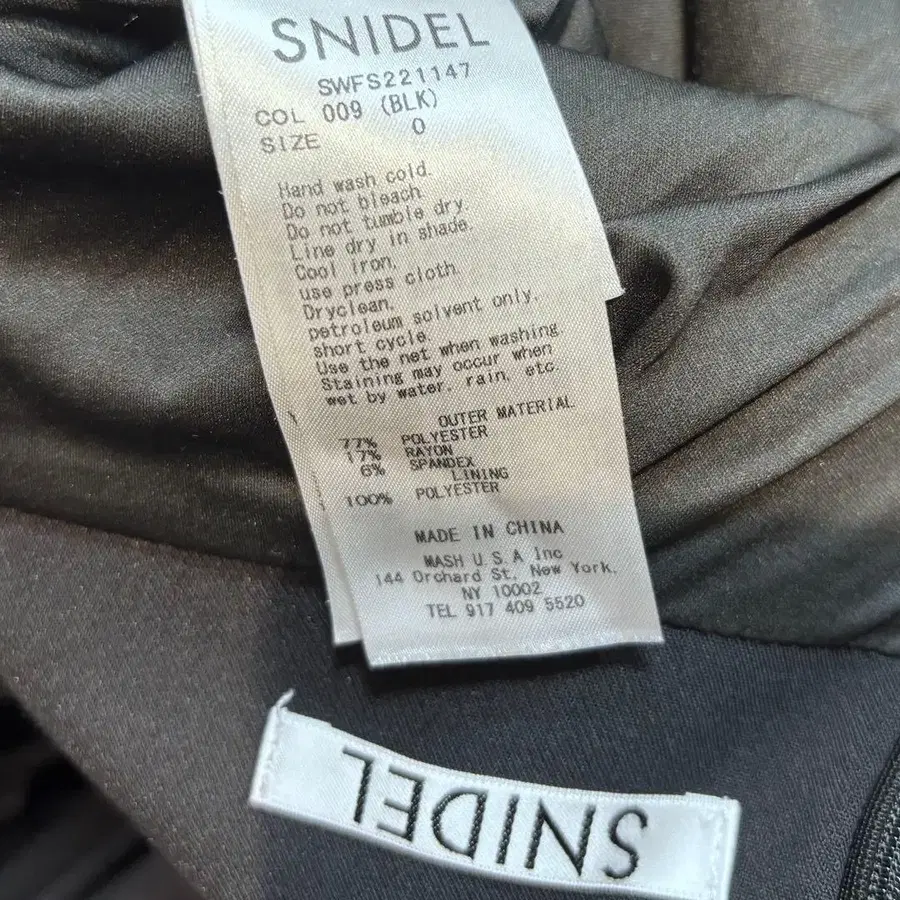 SNIDEL
SWFS221147
COL 009 (BLK)
SIZE 0
Hand wash cold.
Do not bleach
Do not tumble dry.
Line dry in shade.
Cool iron,
use press cloth.
Dryclean,
petroleum solvent only.
short cycle
Use the net when washing.
Staining may occur when
wet by water, rain, etc.
OUTER MATERIAL
77% POLYESTER
17% RAYON
6% SPANDEX
LINING
100% POLYESTER
MADE IN CHINA
MASH U.S.A Inc
144 Orchard St, New York,
NY 10002
TEL 917 409 5520
SNIDEL